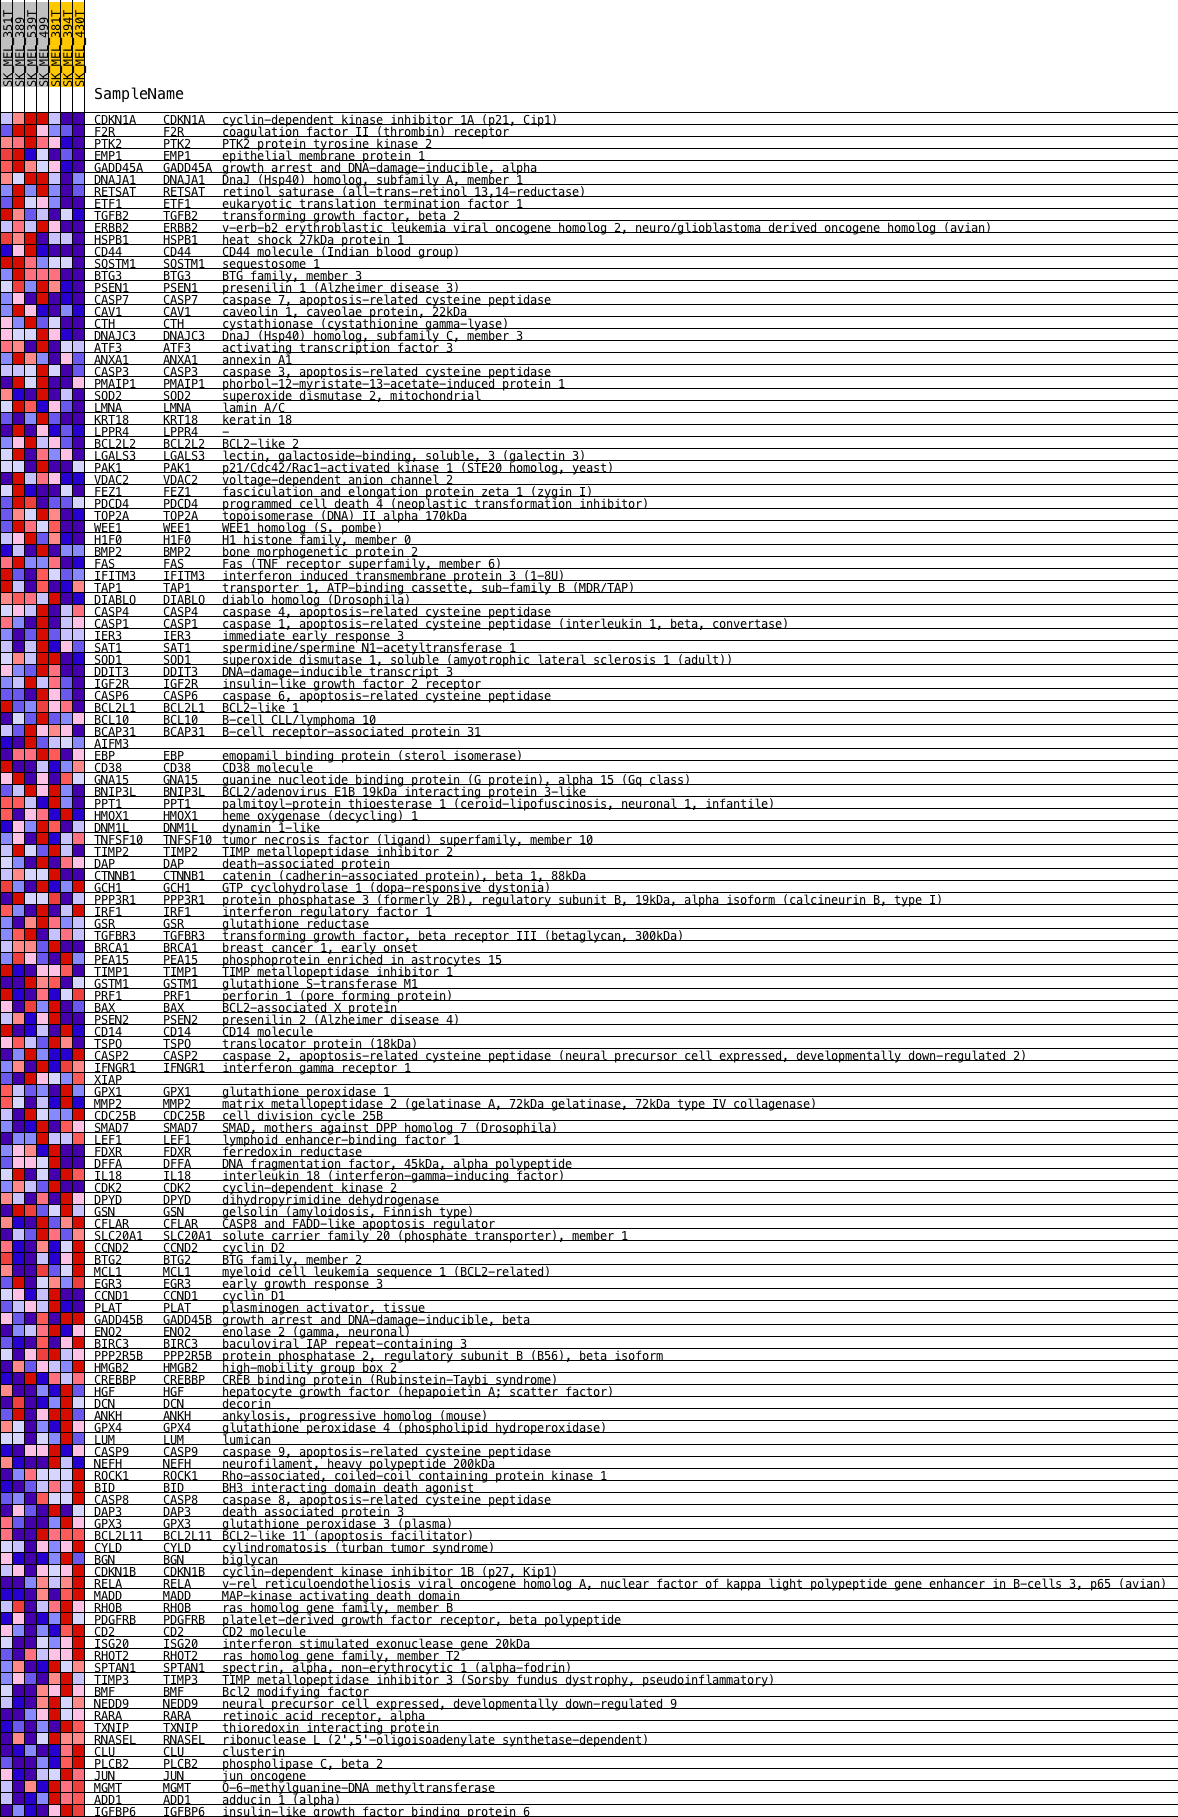 SK_MEL_351T
SK_MEL_389
SK_MEL_539T
SK_MEL_499
SK_MEL_381T
SK_MEL_394T
SK_MEL_430T
SampleName
CDKN1A CDKN1A cyclin-dependent kinase inhibitor 1A (p21, Cip1)
F2R F2R coagulation factor II (thrombin) receptor
PTK2 PTK2 PTK2 protein tyrosine kinase 2
EMP1 EMP1 epithelial membrane protein 1
GADD45A GADD45A growth arrest and DNA-damage-inducible, alpha
DNAJA1 DNAJA1 DnaJ (Hsp40) homolog, subfamily A, member 1
RETSAT RETSAT retinol saturase (all-trans-retinol 13,14-reductase)
ETF1 ETF1 eukaryotic translation termination factor 1
TGFB2 TGFB2 transforming growth factor, beta 2
ERBB2 ERBB2 v-erb-b2 erythroblastic leukemia viral oncogene homolog 2, neuro/glioblastoma derived oncogene homolog (avian)
HSPB1 HSPB1 heat shock 27kDa protein 1
CD44 CD44 CD44 molecule (Indian blood group)
SQSTM1 SQSTM1 sequestosome 1
BTG3 BTG3 BTG family, member 3
PSEN1 PSEN1 presenilin 1 (Alzheimer disease 3)
CASP7 CASP7 caspase 7, apoptosis-related cysteine peptidase
CAV1 CAV1 caveolin 1, caveolae protein, 22kDa
CTH CTH cystathionase (cystathionine gamma-lyase)
DNAJC3 DNAJC3 DnaJ (Hsp40) homolog, subfamily C, member 3
ATF3 ATF3 activating transcription factor 3
ANXA1 ANXA1 annexin A1
CASP3 CASP3 caspase 3, apoptosis-related cysteine peptidase
PMAIP1 PMAIP1 phorbol-12-myristate-13-acetate-induced protein 1
SOD2 SOD2 superoxide dismutase 2, mitochondrial
LMNA LMNA lamin A/C
KRT18 KRT18 keratin 18
LPPR4 LPPR4 -
BCL2L2 BCL2L2 BCL2-like 2
LGALS3 LGALS3 lectin, galactoside-binding, soluble, 3 (galectin 3)
PAK1 PAK1 p21/Cdc42/Rac1-activated kinase 1 (STE20 homolog, yeast)
VDAC2 VDAC2 voltage-dependent anion channel 2
FEZ1 FEZ1 fasciculation and elongation protein zeta 1 (zygin I)
PDCD4 PDCD4 programmed cell death 4 (neoplastic transformation inhibitor)
TOP2A TOP2A topoisomerase (DNA) II alpha 170kDa
WEE1 WEE1 WEE1 homolog (S. pombe)
H1F0 H1F0 H1 histone family, member 0
BMP2 BMP2 bone morphogenetic protein 2
FAS FAS Fas (TNF receptor superfamily, member 6)
IFITM3 IFITM3 interferon induced transmembrane protein 3 (1-8U)
TAP1 TAP1 transporter 1, ATP-binding cassette, sub-family B (MDR/TAP)
DIABLO DIABLO diablo homolog (Drosophila)
CASP4 CASP4 caspase 4, apoptosis-related cysteine peptidase
CASP1 CASP1 caspase 1, apoptosis-related cysteine peptidase (interleukin 1, beta, convertase)
IER3 IER3 immediate early response 3
SAT1 SAT1 spermidine/spermine N1-acetyltransferase 1
SOD1 SOD1 superoxide dismutase 1, soluble (amyotrophic lateral sclerosis 1 (adult))
DDIT3 DDIT3 DNA-damage-inducible transcript 3
IGF2R IGF2R insulin-like growth factor 2 receptor
CASP6 CASP6 caspase 6, apoptosis-related cysteine peptidase
BCL2L1 BCL2L1 BCL2-like 1
BCL10 BCL10 B-cell CLL/lymphoma 10
BCAP31 BCAP31 B-cell receptor-associated protein 31
AIFM3
EBP EBP emopamil binding protein (sterol isomerase)
CD38 CD38 CD38 molecule
GNA15 GNA15 guanine nucleotide binding protein (G protein), alpha 15 (Gq class)
BNIP3L BNIP3L BCL2/adenovirus E1B 19kDa interacting protein 3-like
PPT1 PPT1 palmitoyl-protein thioesterase 1 (ceroid-lipofuscinosis, neuronal 1, infantile)
HMOX1 HMOX1 heme oxygenase (decycling) 1
DNM1L DNM1L dynamin 1-like
TNFSF10 TNFSF10 tumor necrosis factor (ligand) superfamily, member 10
TIMP2 TIMP2 TIMP metallopeptidase inhibitor 2
DAP DAP death-associated protein
CTNNB1 CTNNB1 catenin (cadherin-associated protein), beta 1, 88kDa
GCH1 GCH1 GTP cyclohydrolase 1 (dopa-responsive dystonia)
PPP3R1 PPP3R1 protein phosphatase 3 (formerly 2B), regulatory subunit B, 19kDa, alpha isoform (calcineurin B, type I)
IRF1 IRF1 interferon regulatory factor 1
GSR GSR glutathione reductase
TGFBR3 TGFBR3 transforming growth factor, beta receptor III (betaglycan, 300kDa)
BRCA1 BRCA1 breast cancer 1, early onset
PEA15 PEA15 phosphoprotein enriched in astrocytes 15
TIMP1 TIMP1 TIMP metallopeptidase inhibitor 1
GSTM1 GSTM1 glutathione S-transferase M1
PRF1 PRF1 perforin 1 (pore forming protein)
BAX BAX BCL2-associated X protein
PSEN2 PSEN2 presenilin 2 (Alzheimer disease 4)
CD14 CD14 CD14 molecule
TSPO TSPO translocator protein (18kDa)
CASP2 CASP2 caspase 2, apoptosis-related cysteine peptidase (neural precursor cell expressed, developmentally down-regulated 2)
IFNGR1 IFNGR1 interferon gamma receptor 1
XIAP
GPX1 GPX1 glutathione peroxidase 1
MMP2 MMP2 matrix metallopeptidase 2 (gelatinase A, 72kDa gelatinase, 72kDa type IV collagenase)
CDC25B CDC25B cell division cycle 25B
SMAD7 SMAD7 SMAD, mothers against DPP homolog 7 (Drosophila)
LEF1 LEF1 lymphoid enhancer-binding factor 1
FDXR FDXR ferredoxin reductase
DFFA DFFA DNA fragmentation factor, 45kDa, alpha polypeptide
IL18 IL18 interleukin 18 (interferon-gamma-inducing factor)
CDK2 CDK2 cyclin-dependent kinase 2
DPYD DPYD dihydropyrimidine dehydrogenase
GSN GSN gelsolin (amyloidosis, Finnish type)
CFLAR CFLAR CASP8 and FADD-like apoptosis regulator
SLC20A1 SLC20A1 solute carrier family 20 (phosphate transporter), member 1
CCND2 CCND2 cyclin D2
BTG2 BTG2 BTG family, member 2
MCL1 MCL1 myeloid cell leukemia sequence 1 (BCL2-related)
EGR3 EGR3 early growth response 3
CCND1 CCND1 cyclin D1
PLAT PLAT plasminogen activator, tissue
GADD45B GADD45B growth arrest and DNA-damage-inducible, beta
ENO2 ENO2 enolase 2 (gamma, neuronal)
BIRC3 BIRC3 baculoviral IAP repeat-containing 3
PPP2R5B PPP2R5B protein phosphatase 2, regulatory subunit B (B56), beta isoform
HMGB2 HMGB2 high-mobility group box 2
CREBBP CREBBP CREB binding protein (Rubinstein-Taybi syndrome)
HGF HGF hepatocyte growth factor (hepapoietin A; scatter factor)
DCN DCN decorin
ANKH ANKH ankylosis, progressive homolog (mouse)
GPX4 GPX4 glutathione peroxidase 4 (phospholipid hydroperoxidase)
LUM LUM lumican
CASP9 CASP9 caspase 9, apoptosis-related cysteine peptidase
NEFH NEFH neurofilament, heavy polypeptide 200kDa
ROCK1 ROCK1 Rho-associated, coiled-coil containing protein kinase 1
BID BID BH3 interacting domain death agonist
CASP8 CASP8 caspase 8, apoptosis-related cysteine peptidase
DAP3 DAP3 death associated protein 3
GPX3 GPX3 glutathione peroxidase 3 (plasma)
BCL2L11 BCL2L11 BCL2-like 11 (apoptosis facilitator)
CYLD CYLD cylindromatosis (turban tumor syndrome)
BGN BGN biglycan
CDKN1B CDKN1B cyclin-dependent kinase inhibitor 1B (p27, Kip1)
RELA RELA v-rel reticuloendotheliosis viral oncogene homolog A, nuclear factor of kappa light polypeptide gene enhancer in B-cells 3, p65 (avian)
MADD MADD MAP-kinase activating death domain
RHOB RHOB ras homolog gene family, member B
PDGFRB PDGFRB platelet-derived growth factor receptor, beta polypeptide
CD2 CD2 CD2 molecule
ISG20 ISG20 interferon stimulated exonuclease gene 20kDa
RHOT2 RHOT2 ras homolog gene family, member T2
SPTAN1 SPTAN1 spectrin, alpha, non-erythrocytic 1 (alpha-fodrin)
TIMP3 TIMP3 TIMP metallopeptidase inhibitor 3 (Sorsby fundus dystrophy, pseudoinflammatory)
BMF BMF Bcl2 modifying factor
NEDD9 NEDD9 neural precursor cell expressed, developmentally down-regulated 9
RARA RARA retinoic acid receptor, alpha
TXNIP TXNIP thioredoxin interacting protein
RNASEL RNASEL ribonuclease L (2',5'-oligoisoadenylate synthetase-dependent)
CLU CLU clusterin
PLCB2 PLCB2 phospholipase C, beta 2
JUN JUN jun oncogene
MGMT MGMT O-6-methylguanine-DNA methyltransferase
ADD1 ADD1 adducin 1 (alpha)
IGFBP6 IGFBP6 insulin-like growth factor binding protein 6